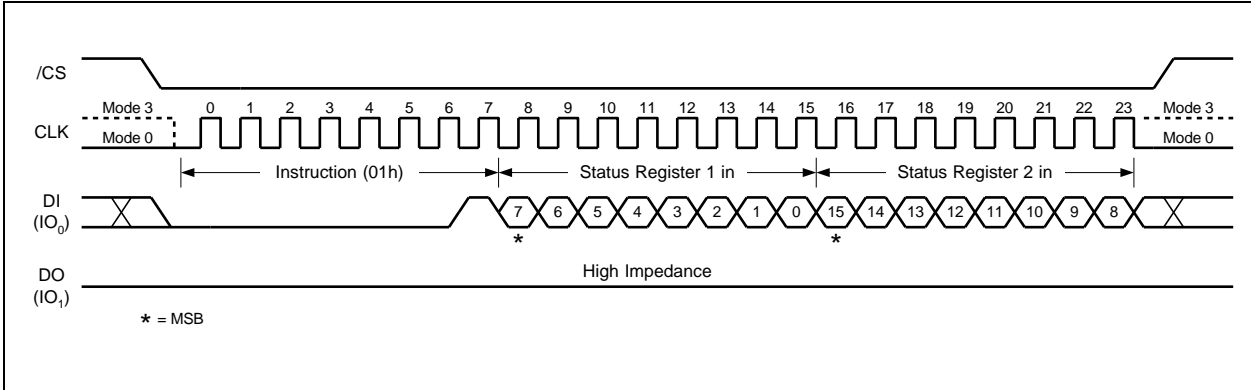 /CS
Mode 3 0 1 2 3 4 5 6 7 8 9 10 11 12 13 14 15 16 17 18 19 20 21 22 23 Mode 3
CLK
Mode 0 Mode 0
Instruction (01h) Status Register 1 in Status Register 2 in
DI
(IO0) 7 6 5 4 3 2 1 0 15 14 13 12 11 10 9 8
* *
High Impedance
DO
(IO1)
* = MSB